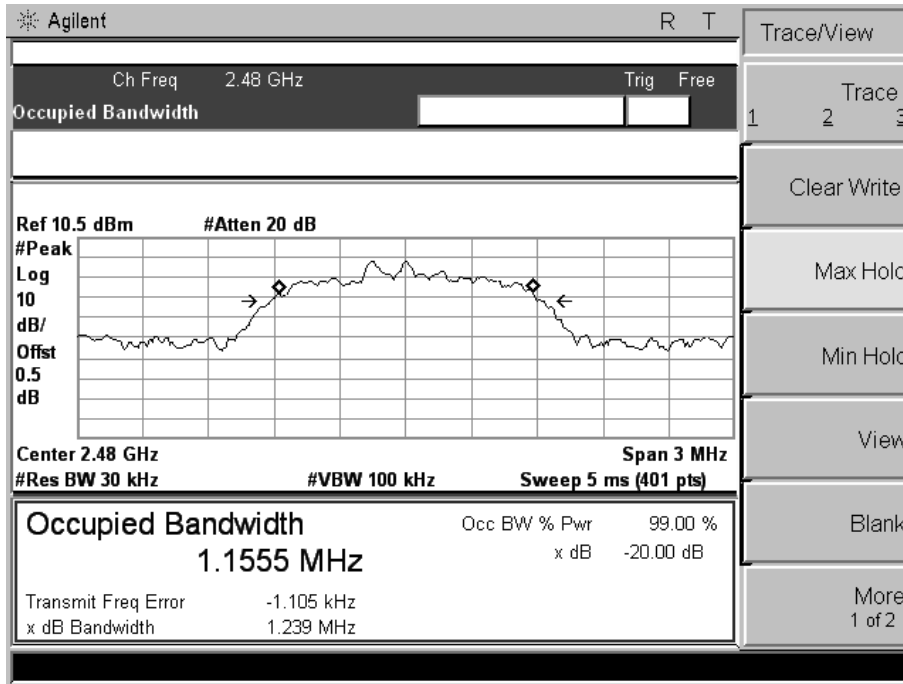 Agilent R T
Trace/View
Ch Freq 2.48 GHz Trig Free
Occupied Bandwidth
Trace
1 2 3
Clear Write
Max Hold
Min Hold
View
Blank
More
1 of 2
Ref 10.5 dBm #Atten 20 dB
#Peak
Log
10
dB/
Offst
0.5
dB
Center 2.48 GHz Span 3 MHz
#Res BW 30 kHz #VBW 100 kHz Sweep 5 ms (401 pts)
Occupied Bandwidth
1.1555 MHz
Occ BW % Pwr 99.00 %
x dB -20.00 dB
Transmit Freq Error -1.105 kHz
x dB Bandwidth 1.239 MHz